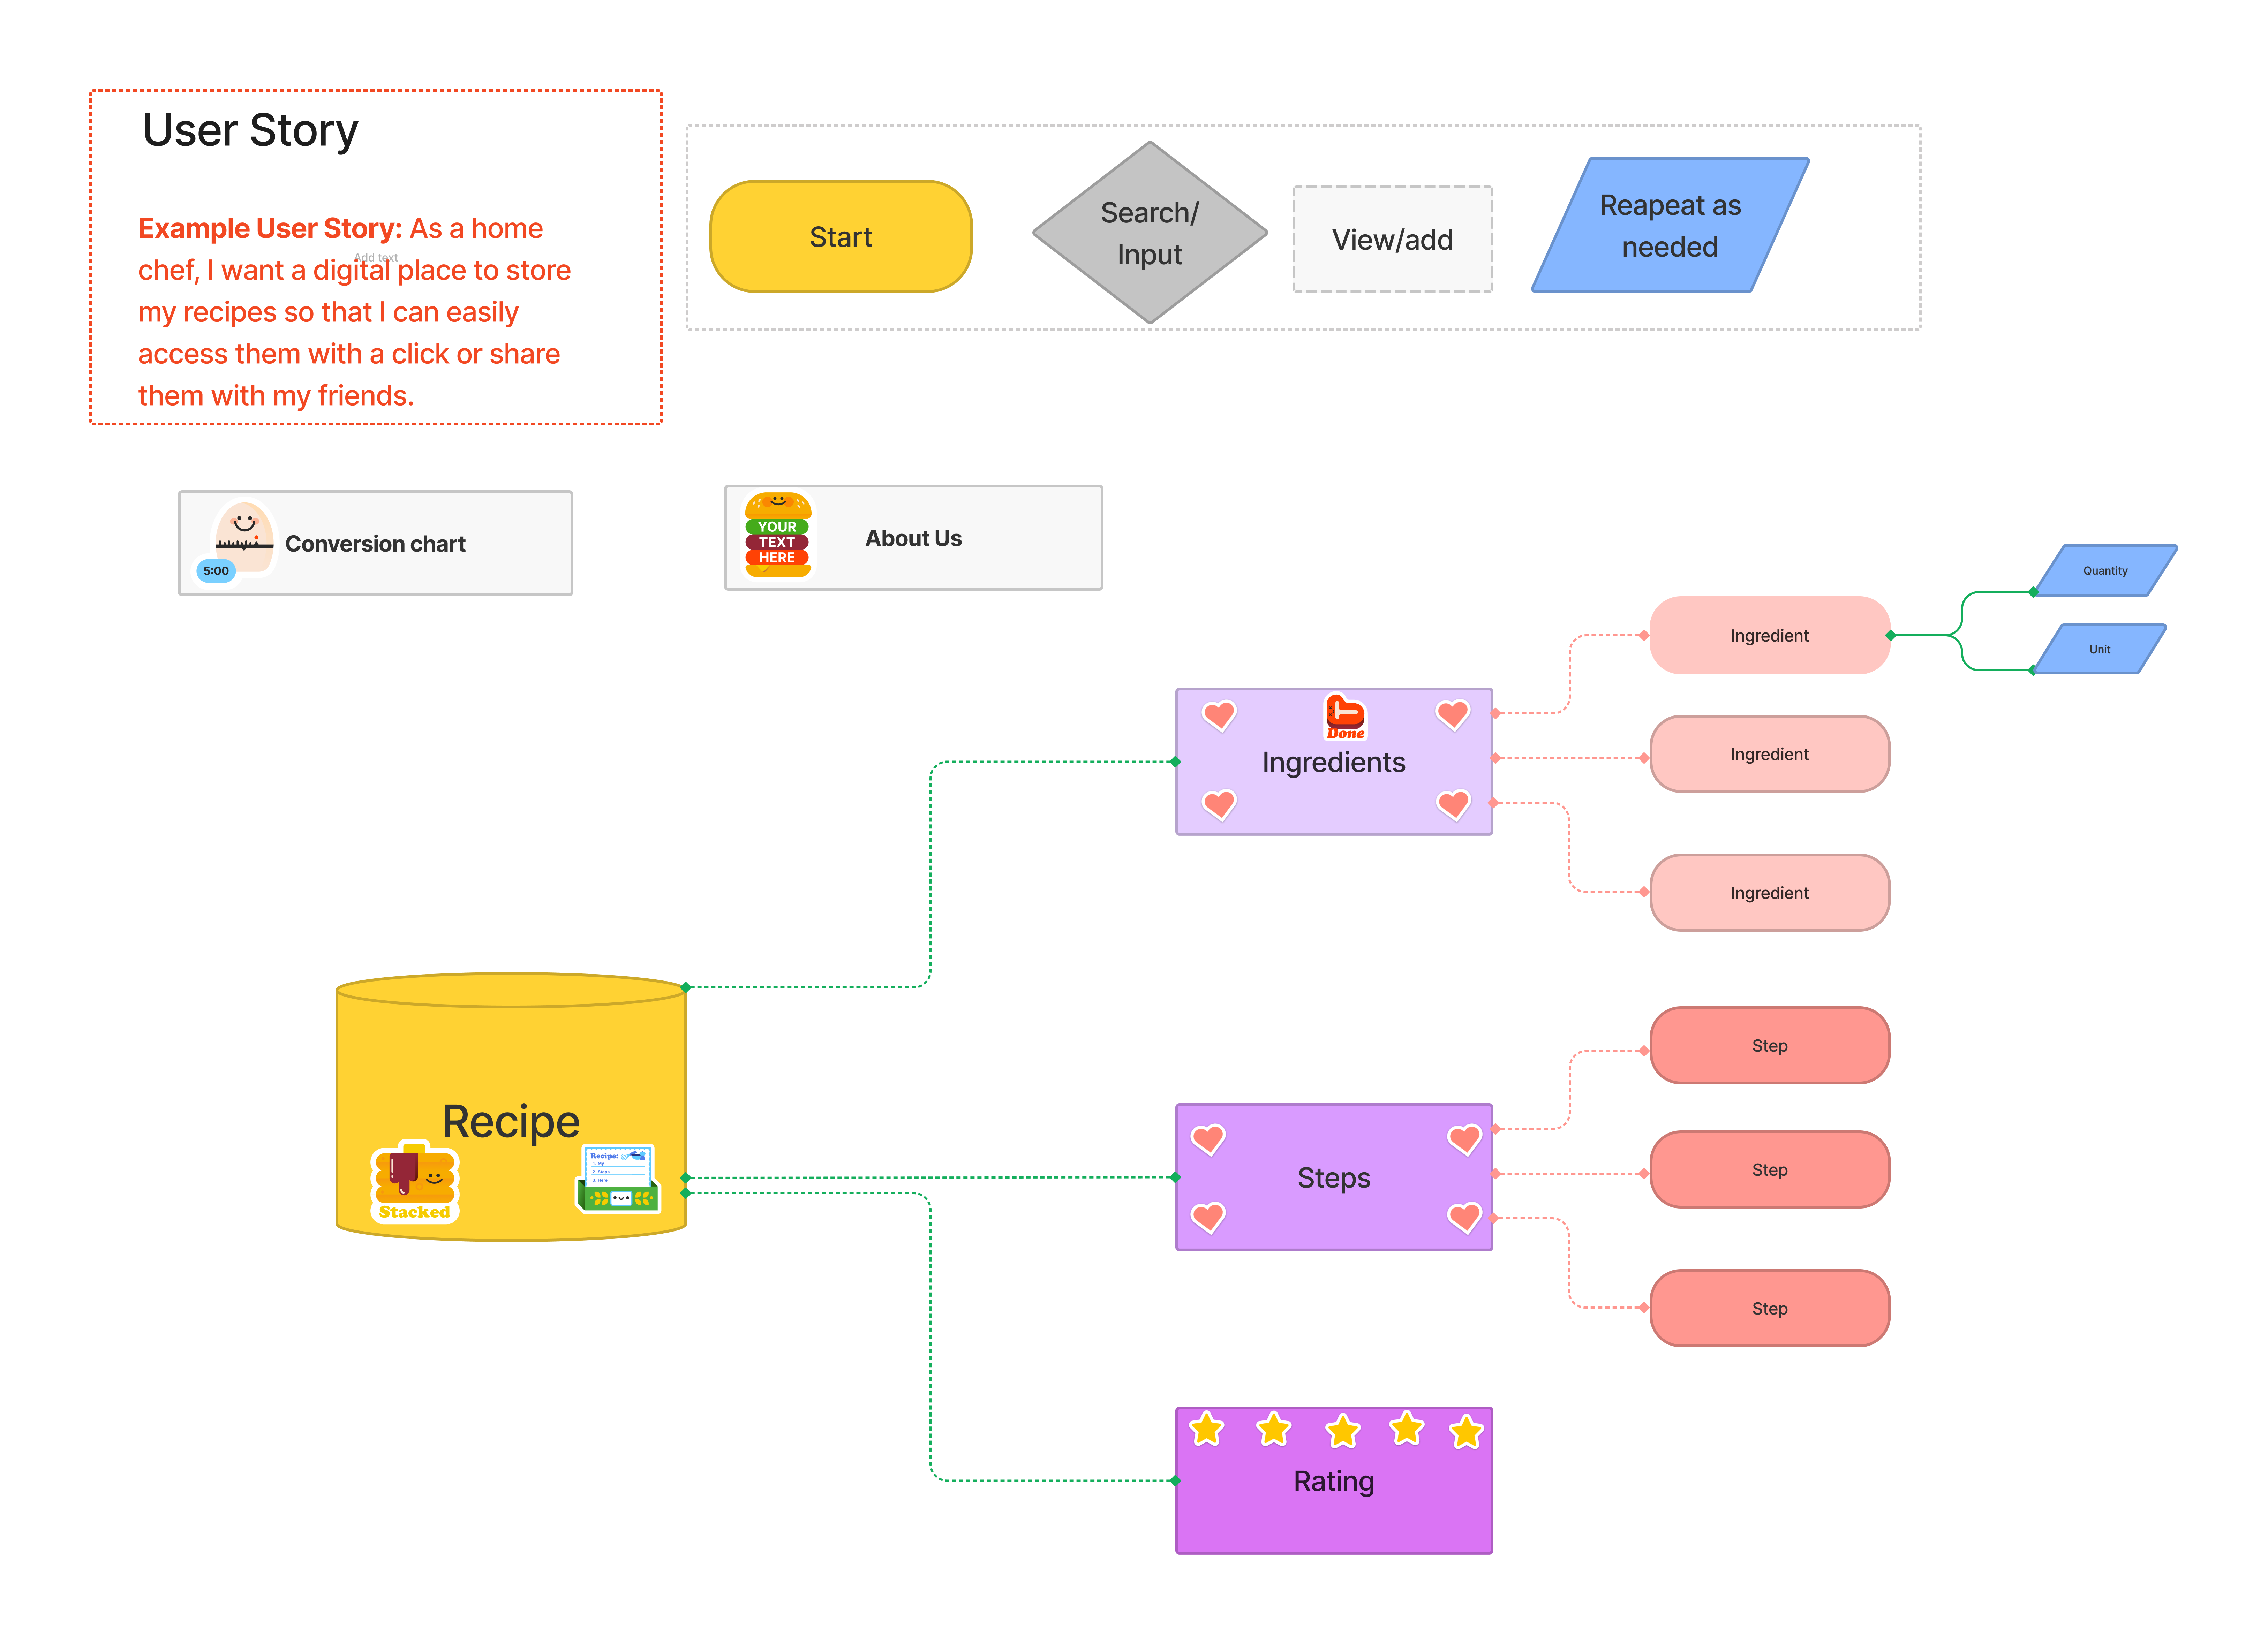 User Story
Example User Story: As a home
Add text
chef, I want a digital place to store
my recipes so that I can easily
access them with a click or share
them with my friends.
Start
Search/
Input
View/add
Reapeat as
needed
5:00
Conversion chart
YOUR
TEXT
HERE
About Us
Quantity
Unit
Ingredient
Done
Ingredients
Ingredient
Ingredient
Recipe
Stacked
Recipe:
1. My
2. Steps
3. Here
Steps
Step
Step
Step
Rating